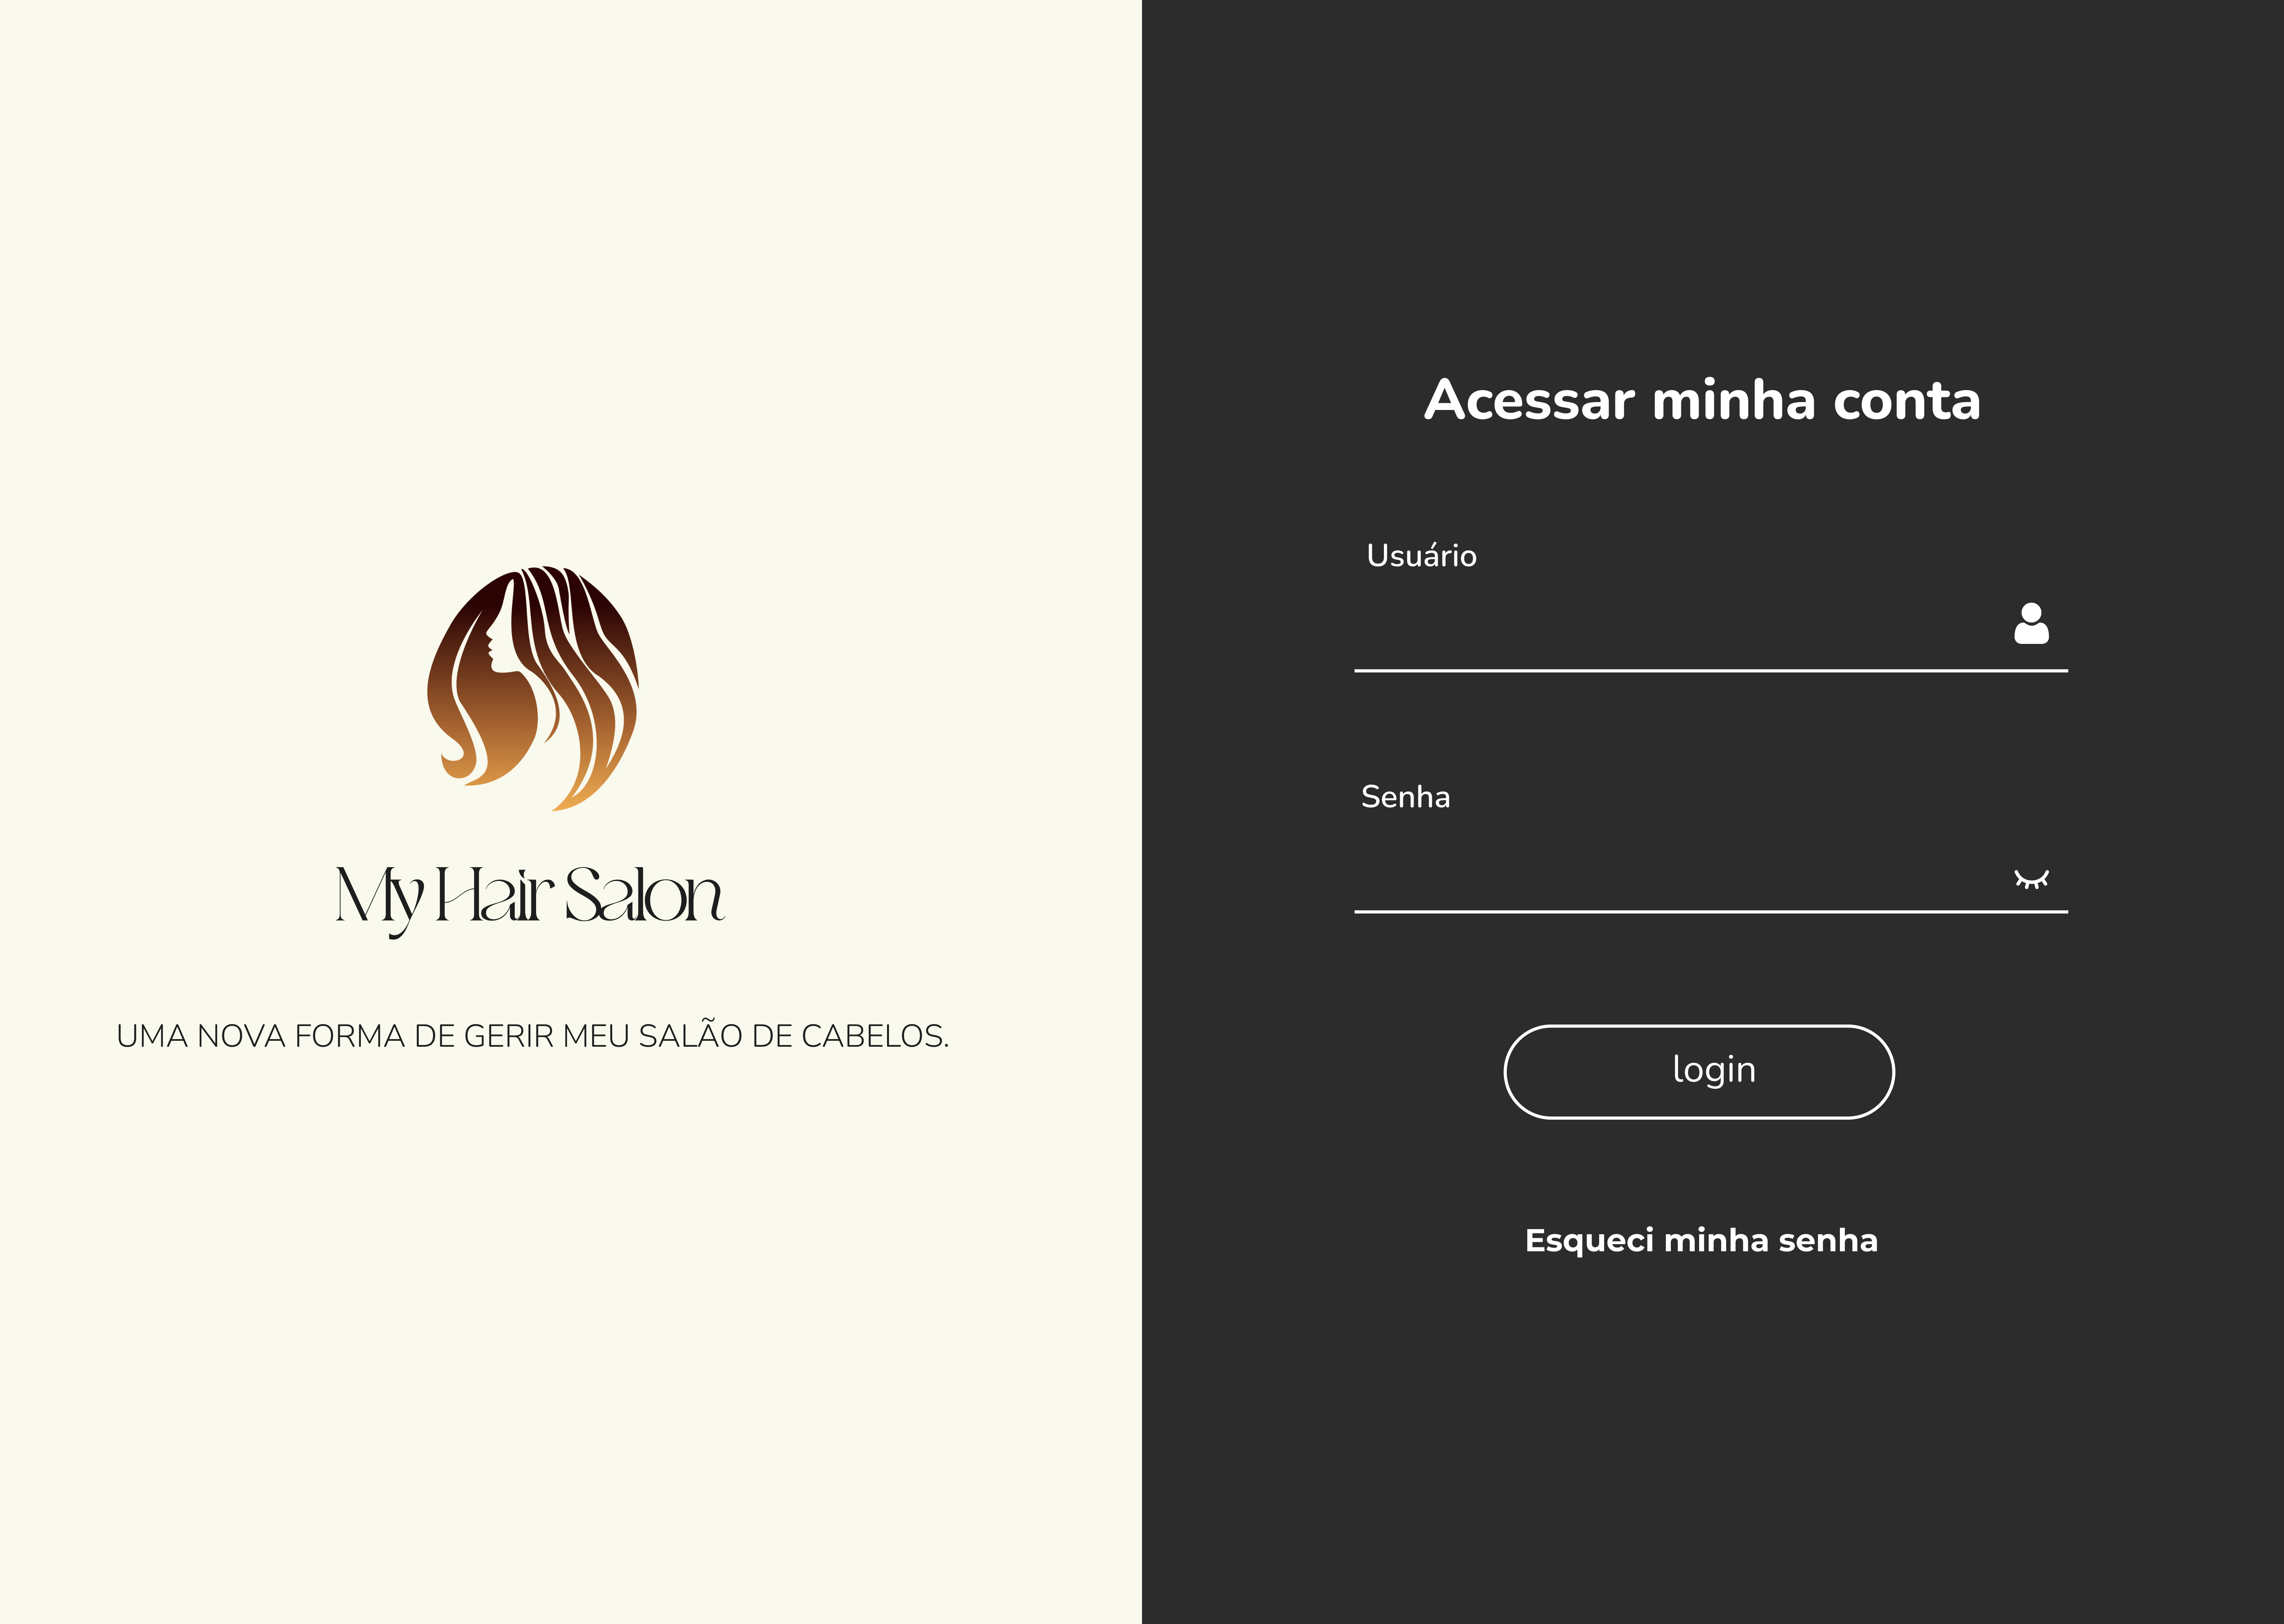 My Hair Salon
UMA NOVA FORMA DE GERIR MEU SALÃO DE CABELOS.
Acessar minha conta
Usuário
Senha
login
Esqueci minha senha